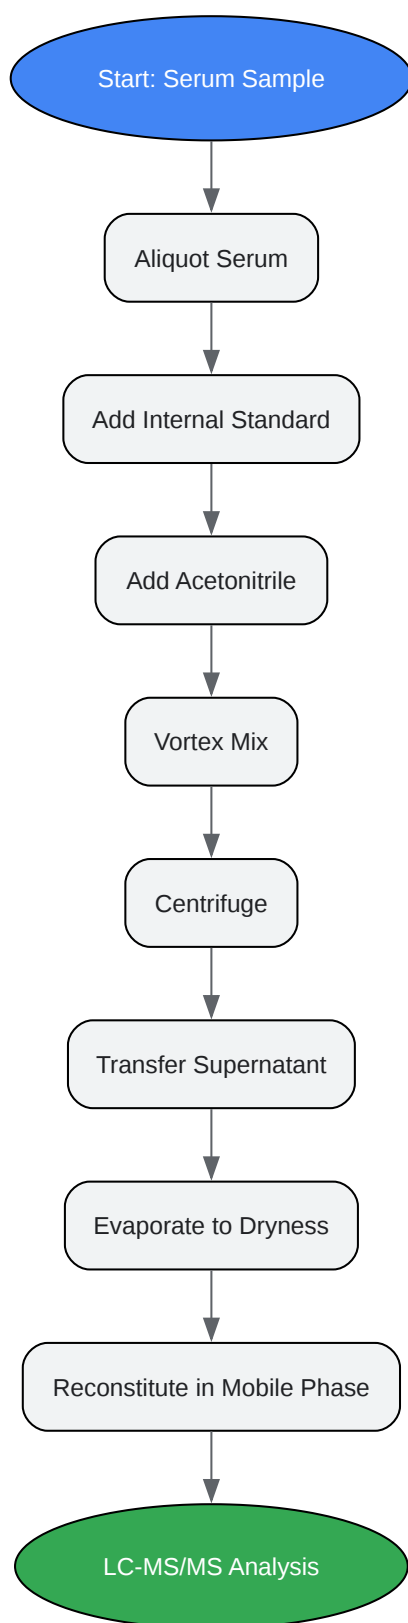 Start: Serum Sample
Aliquot Serum
Add Internal Standard
Add Acetonitrile
Vortex Mix
Centrifuge
Transfer Supernatant
Evaporate to Dryness
Reconstitute in Mobile Phase
LC-MS/MS Analysis